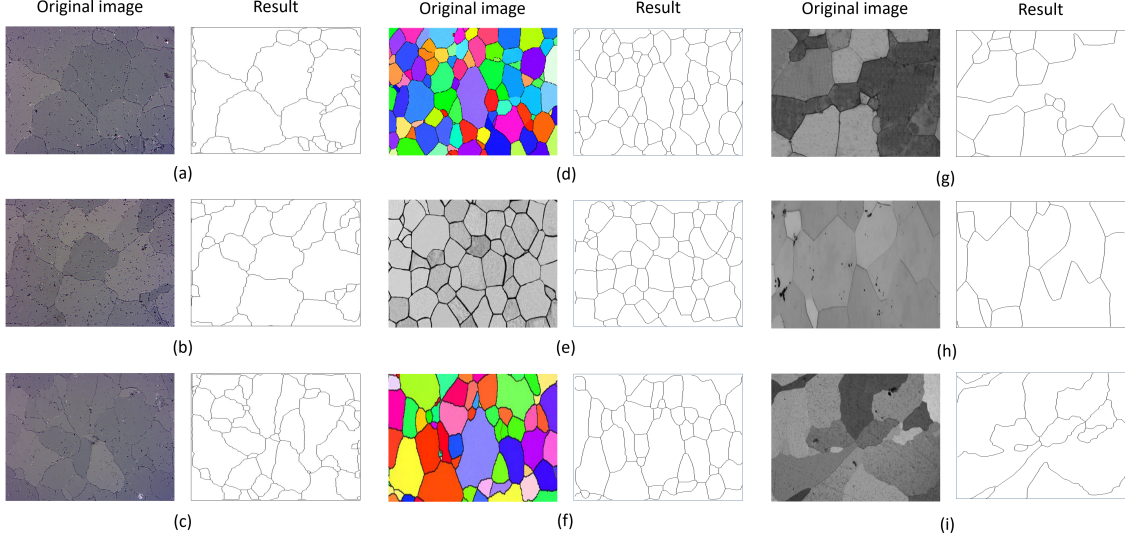 Original image Result Original image Result Original image Result
(a) (d) (g)
(b) (e) (h)
(c) (f) (i)